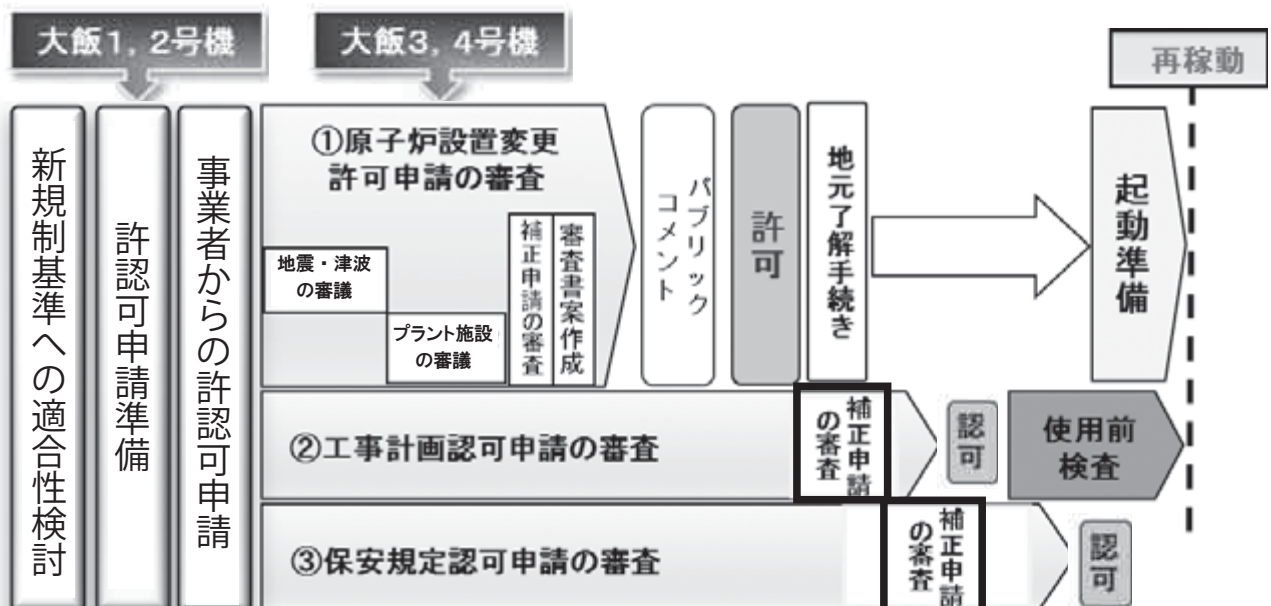 大飯1,2号機
大飯3,4号機
再稼動
新規制基準への適合性検討
許認可申請準備
事業者からの許認可申請
①原子炉設置変更
許可申請の審査
地震・津波
の審議
プラント施設
の審議
補正申請の審査
審査書案作成
パブリック
コメント
許可
地元了解手続き
起動準備
②工事計画認可申請の審査
補正申請
の審査
認可
使用前
検査
③保安規定認可申請の審査
補正申請
の審査
認可